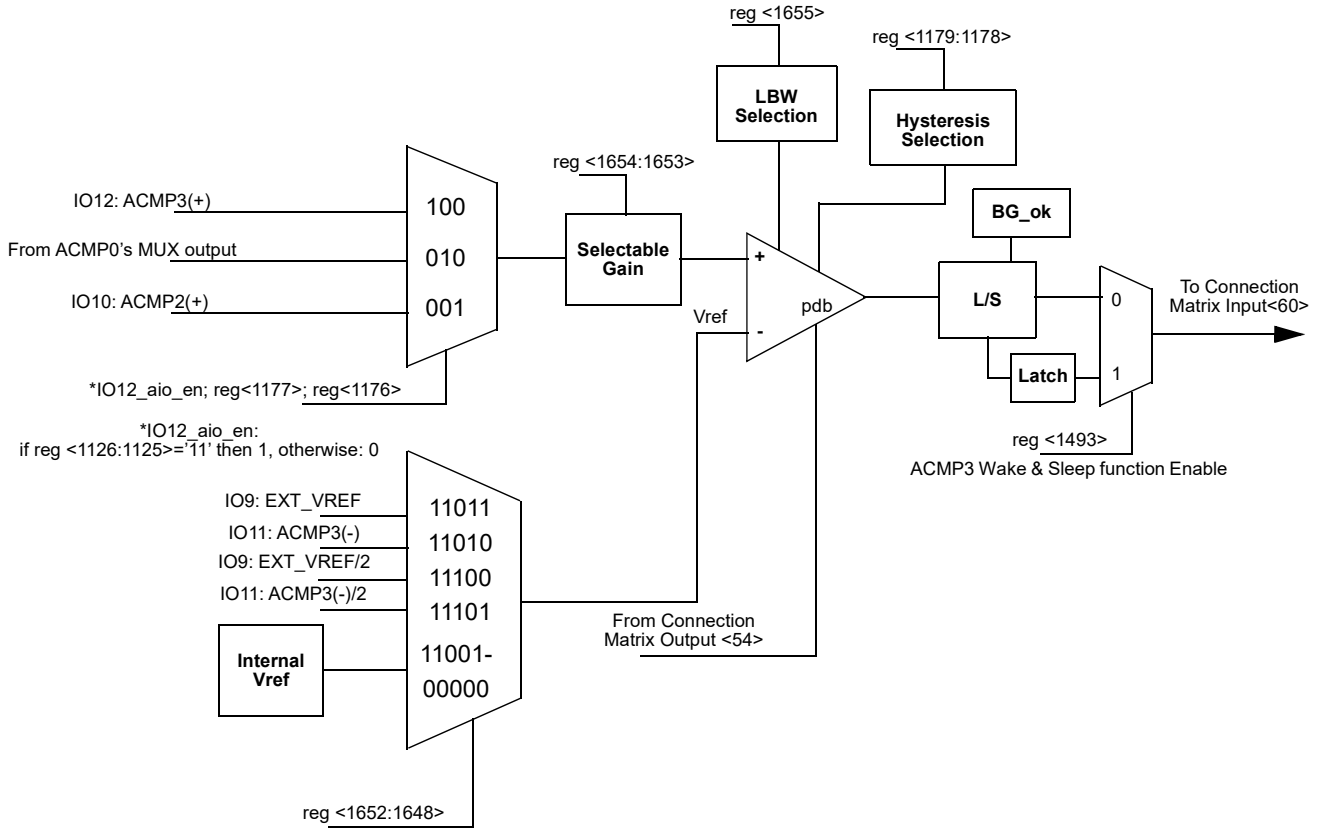 reg <1655>
reg <1179:1178>
LBW
Selection
Hysteresis
Selection
reg <1654:1653>
IO12: ACMP3(+)
100
BG_ok
From ACMP0's MUX output
010
Selectable
Gain
+
To Connection
Matrix Input<60>
IO10: ACMP2(+)
001
L/S
0
Vref
pdb
-
Latch
1
*IO12_aio_en; reg<1177>; reg<1176>
*IO12_aio_en:
if reg <1126:1125>='11' then 1, otherwise: 0
reg <1493>
ACMP3 Wake & Sleep function Enable
IO9: EXT_VREF
11011
IO11: ACMP3(-)
11010
IO9: EXT_VREF/2
11100
IO11: ACMP3(-)/2
11101
From Connection
Matrix Output <54>
Internal
Vref
11001-
00000
reg <1652:1648>